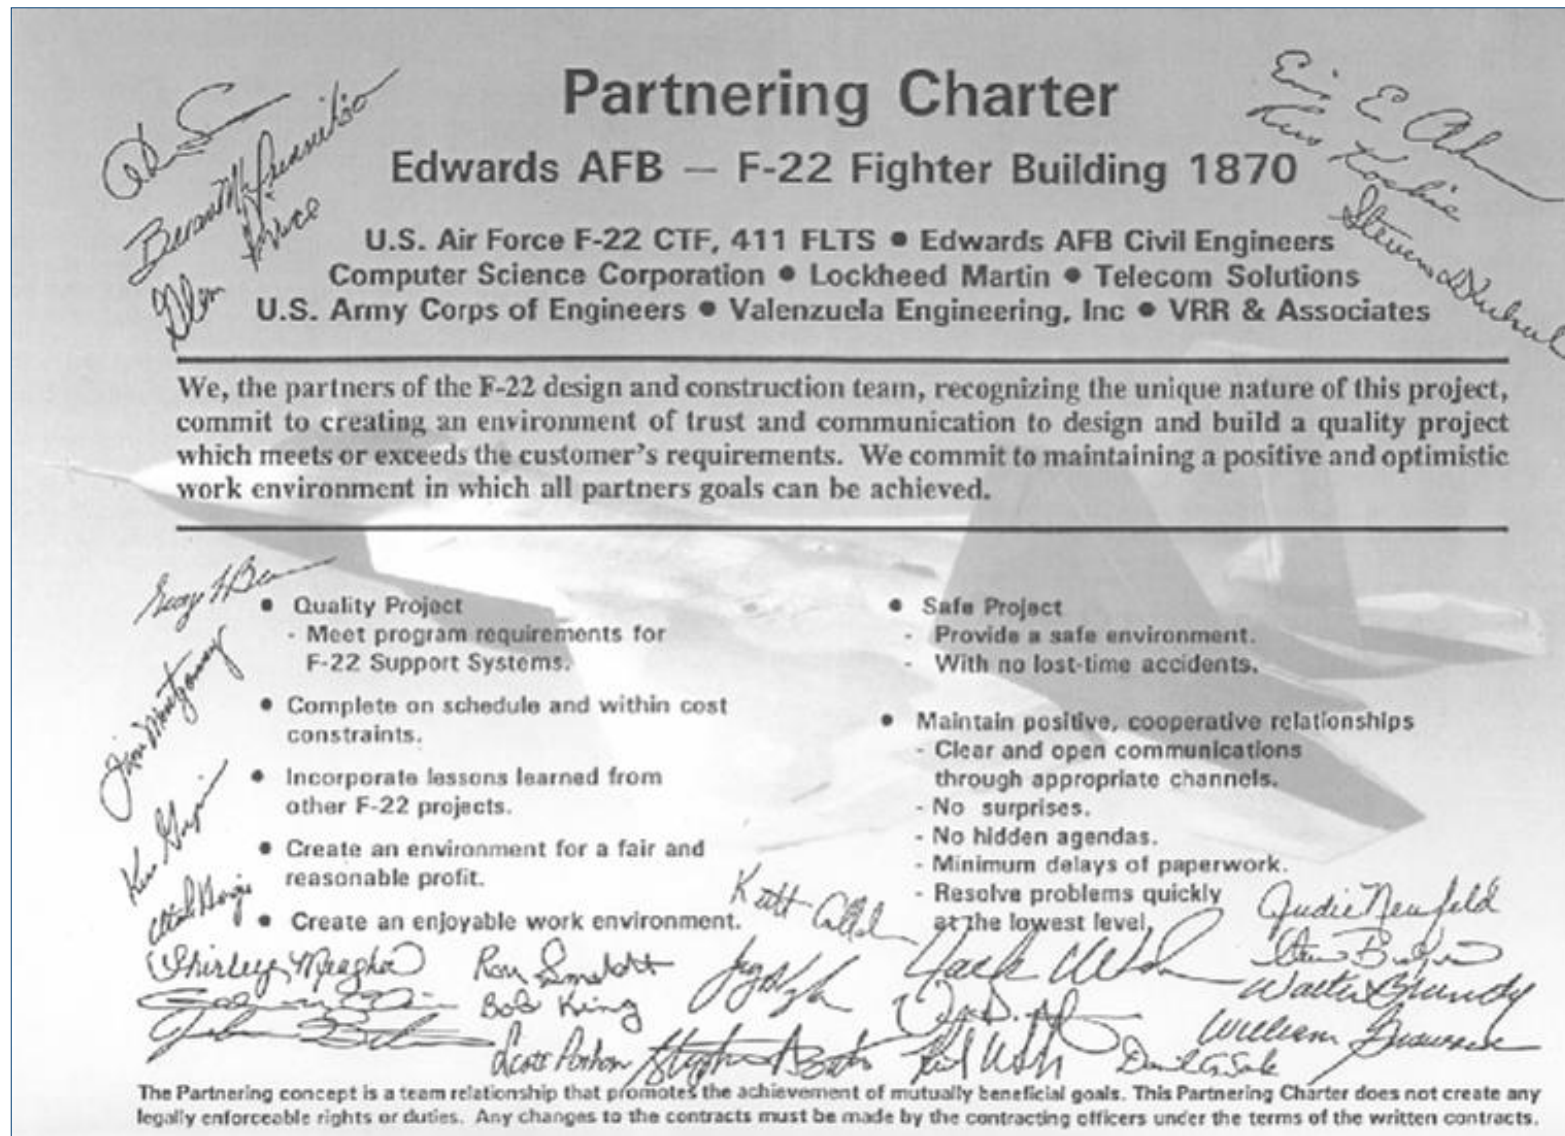 Partnering Charter
Edwards AFB — F-22 Fighter Building 1870
U.S. Air Force F-22 CTF, 411 FLTS ● Edwards AFB Civil Engineers
Computer Science Corporation ● Lockheed Martin ● Telecom Solutions
U.S. Army Corps of Engineers ● Valenzuela Engineering, Inc ● VRR & Associates
We, the partners of the F-22 design and construction team, recognizing the unique nature of this project,
commit to creating an environment of trust and communication to design and build a quality project
which meets or exceeds the customer's requirements. We commit to maintaining a positive and optimistic
work environment in which all partners goals can be achieved.
● Quality Project
- Meet program requirements for
F-22 Support Systems.
● Complete on schedule and within cost
constraints.
● Incorporate lessons learned from
other F-22 projects.
● Create an environment for a fair and
reasonable profit.
● Create an enjoyable work environment.
● Safe Project
- Provide a safe environment.
- With no lost-time accidents.
● Maintain positive, cooperative relationships
- Clear and open communications
through appropriate channels.
- No surprises.
- No hidden agendas.
- Minimum delays of paperwork.
- Resolve problems quickly
at the lowest level.
Glen
Jim Montgomery
Judie Neufeld
Shirley Meagher
Bob King
Walter Grundy
William
The Partnering concept is a team relationship that promotes the achievement of mutually beneficial goals. This Partnering Charter does not create any
legally enforceable rights or duties. Any changes to the contracts must be made by the contracting officers under the terms of the written contracts.